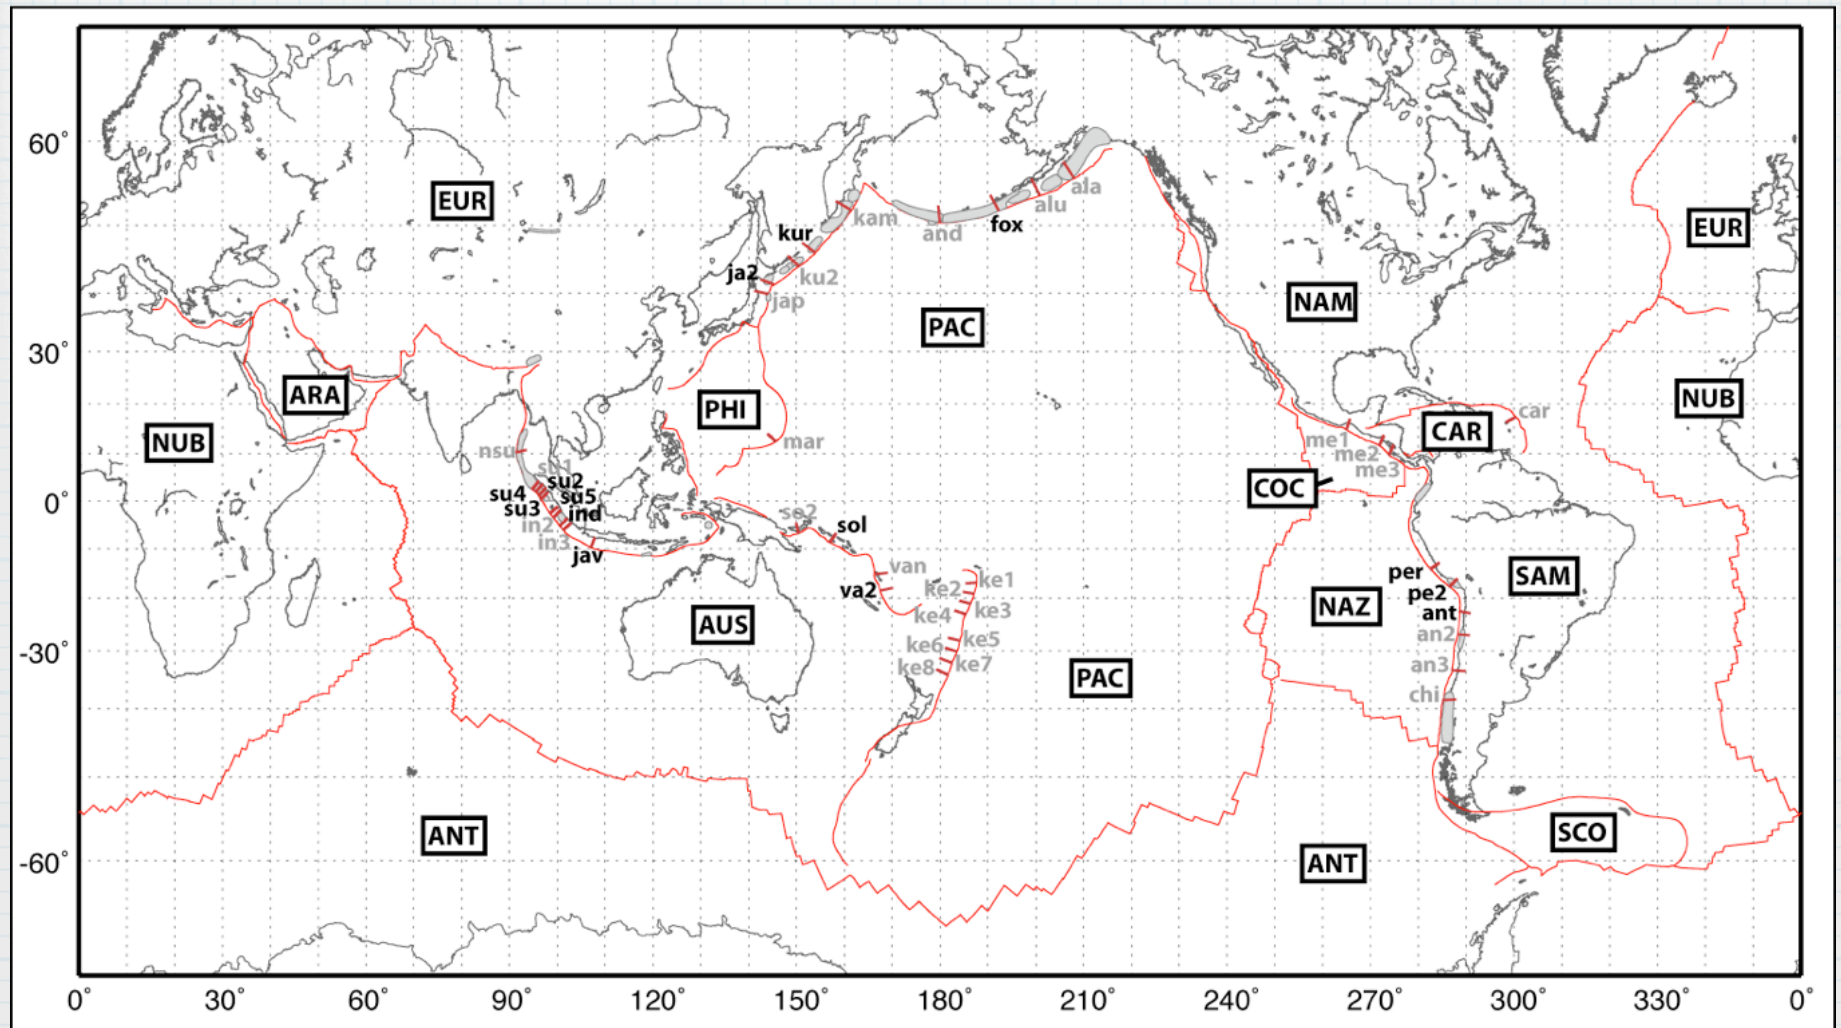 60°
30°
0°
-30°
-60°
EUR
kam
ala
alu
and
fox
kur
ja2
ku2
jap
EUR
NAM
PAC
ARA
PHI
NUB
NUB
CAR
car
mar
nsu
me1
me2
me3
su1
su2
su4
su5
su3
ind
in2
in3
jav
COC
so2
sol
van
va2
ke1
ke2
ke3
ke4
ke5
ke6
ke7
ke8
per
pe2
ant
an2
an3
chi
SAM
NAZ
AUS
PAC
ANT
ANT
SCO
0° 30° 60° 90° 120° 150° 180° 210° 240° 270° 300° 330° 0°